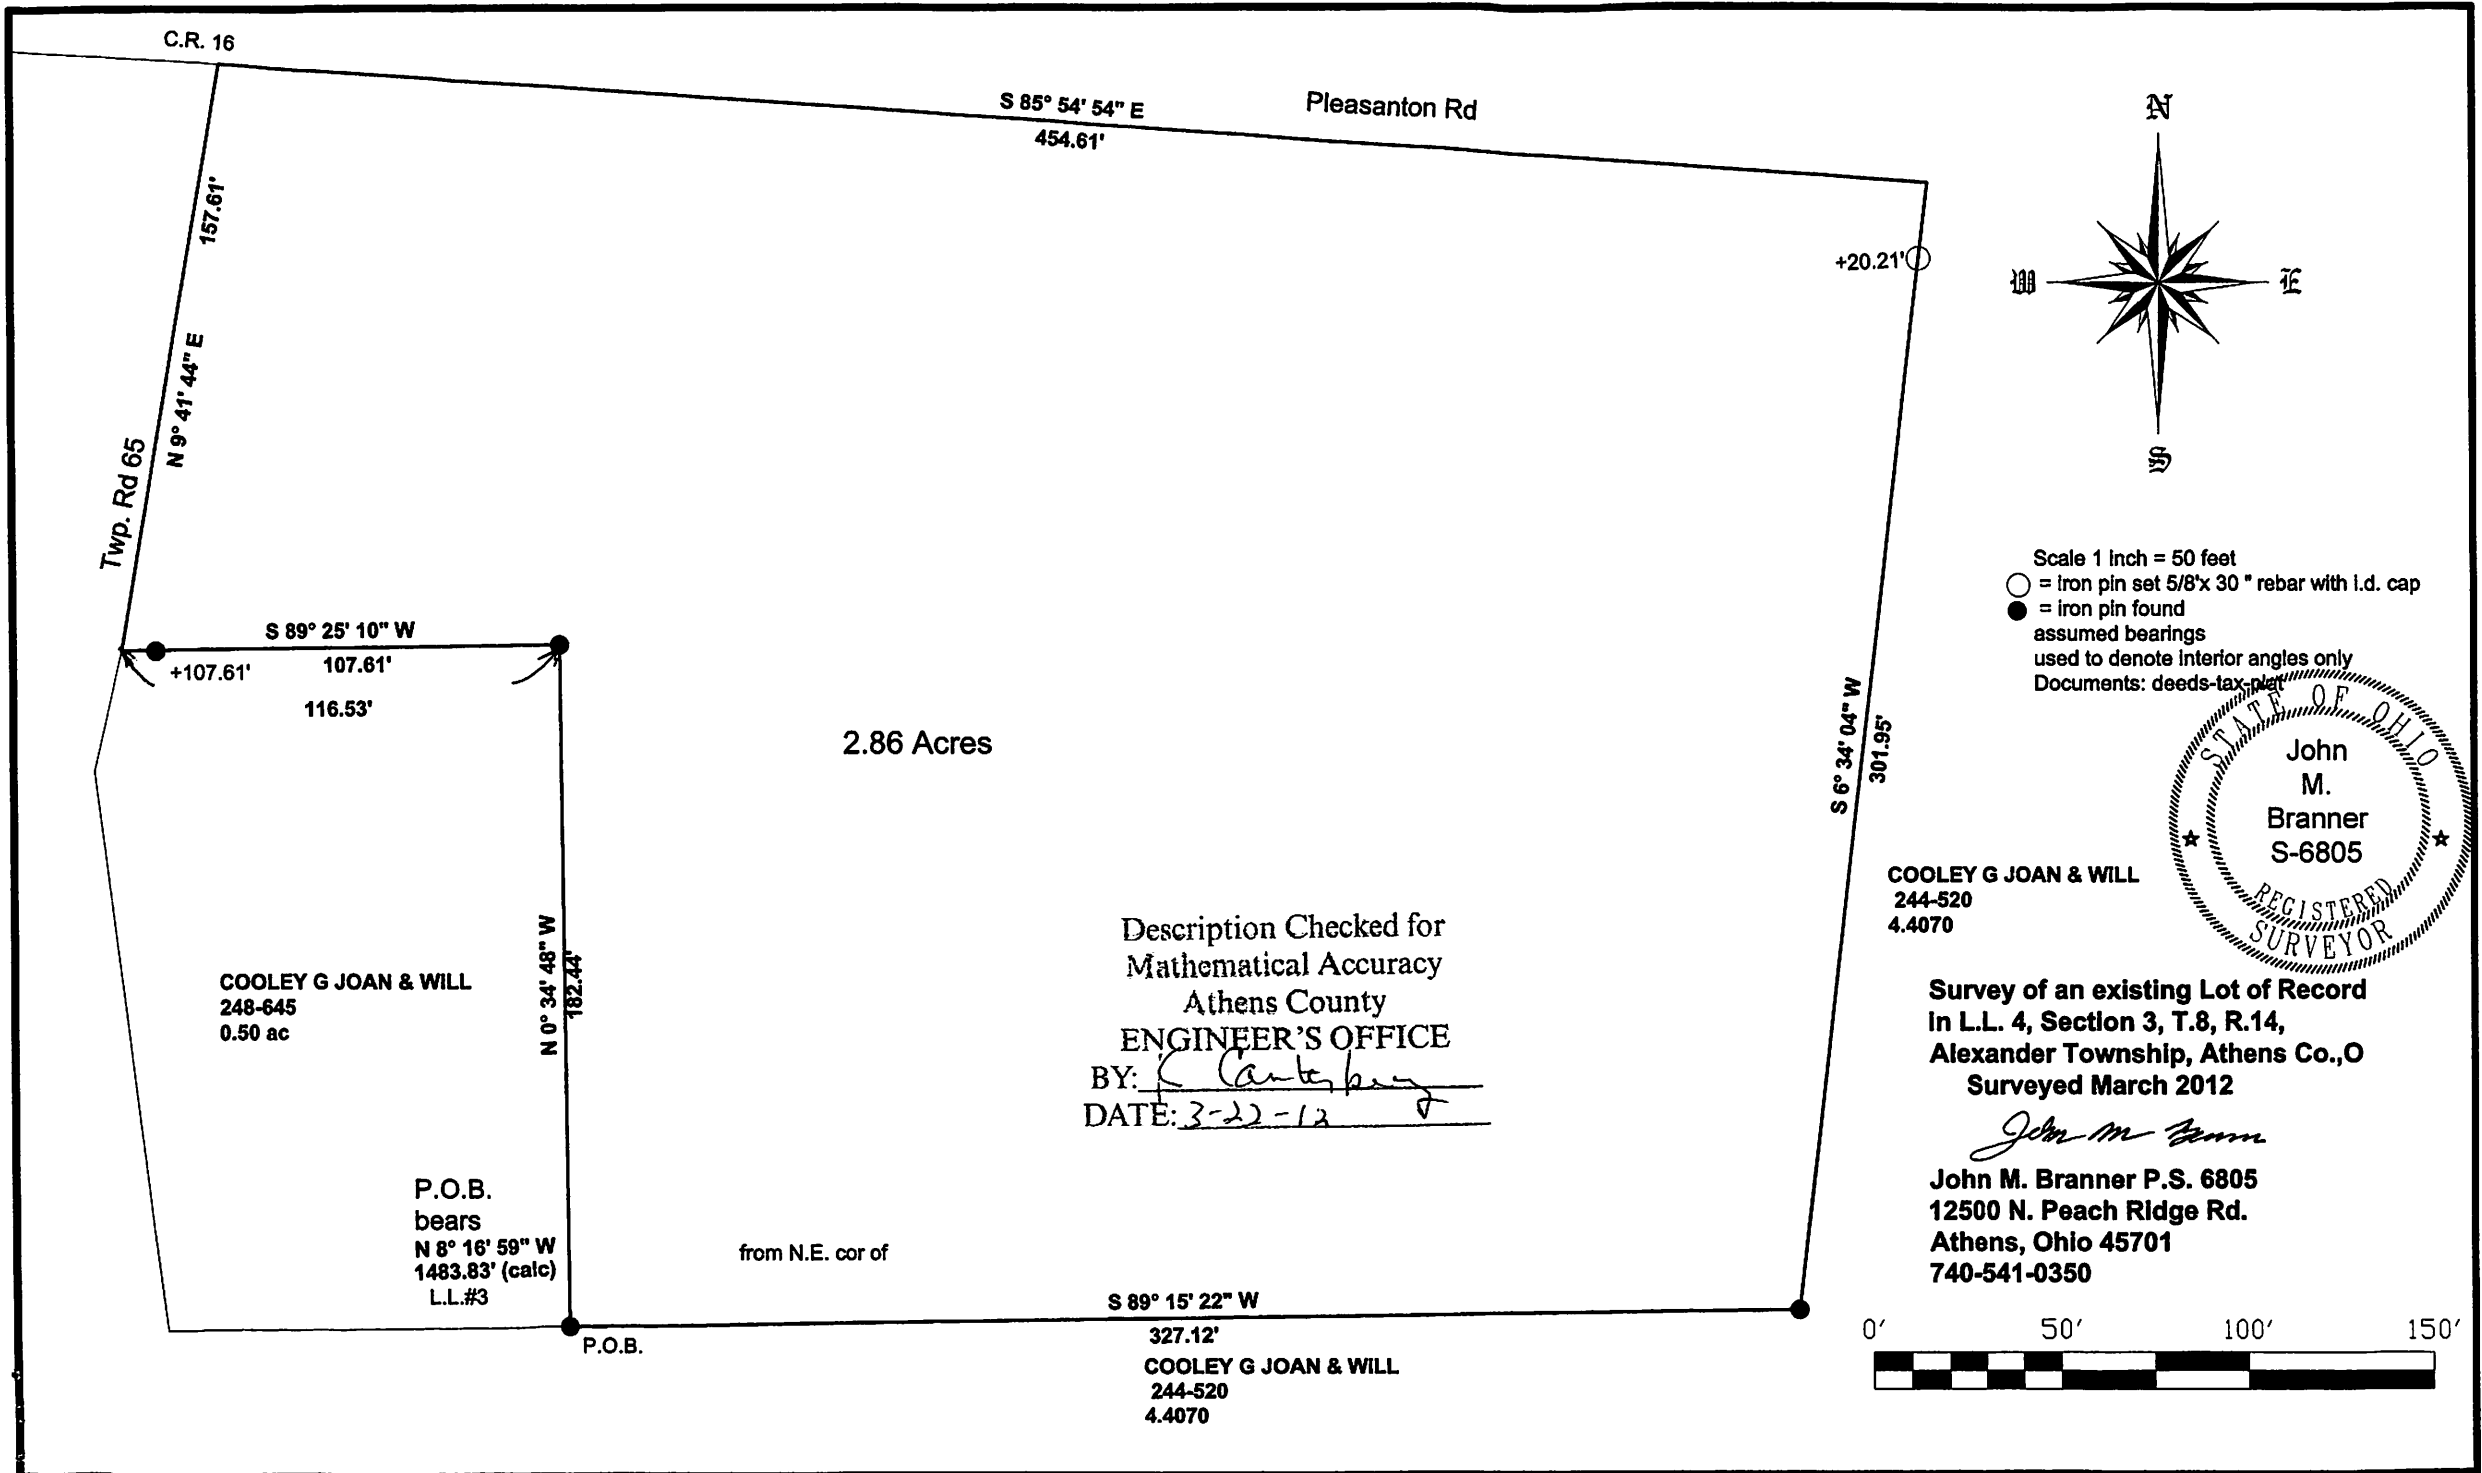 C.R. 16
S 85° 54' 54" E
454.61'
Pleasanton Rd
157.61'
N 9° 41' 44" E
Twp. Rd 65
+20.21'
N
W
E
S
Scale 1 inch = 50 feet
= iron pin set 5/8'x 30 " rebar with i.d. cap
= iron pin found
assumed bearings
used to denote interior angles only
Documents: deeds-tax-plat
STATE OF OHIO
John
M.
Branner
S-6805
REGISTERED
SURVEYOR
S 89° 25' 10" W
+107.61'
107.61'
116.53'
2.86 Acres
S 6° 34' 04" W
301.95'
COOLEY G JOAN & WILL
244-520
4.4070
N 0° 34' 48" W
182.44'
COOLEY G JOAN & WILL
248-645
0.50 ac
Description Checked for
Mathematical Accuracy
Athens County
ENGINEER'S OFFICE
BY:
DATE: 3-22-12
Survey of an existing Lot of Record
in L.L. 4, Section 3, T.8, R.14,
Alexander Township, Athens Co.,O
Surveyed March 2012
John M. Branner P.S. 6805
12500 N. Peach Ridge Rd.
Athens, Ohio 45701
740-541-0350
P.O.B.
bears
N 8° 16' 59" W
1483.83' (calc)
L.L.#3
from N.E. cor of
P.O.B.
S 89° 15' 22" W
327.12'
COOLEY G JOAN & WILL
244-520
4.4070
0' 50' 100' 150'